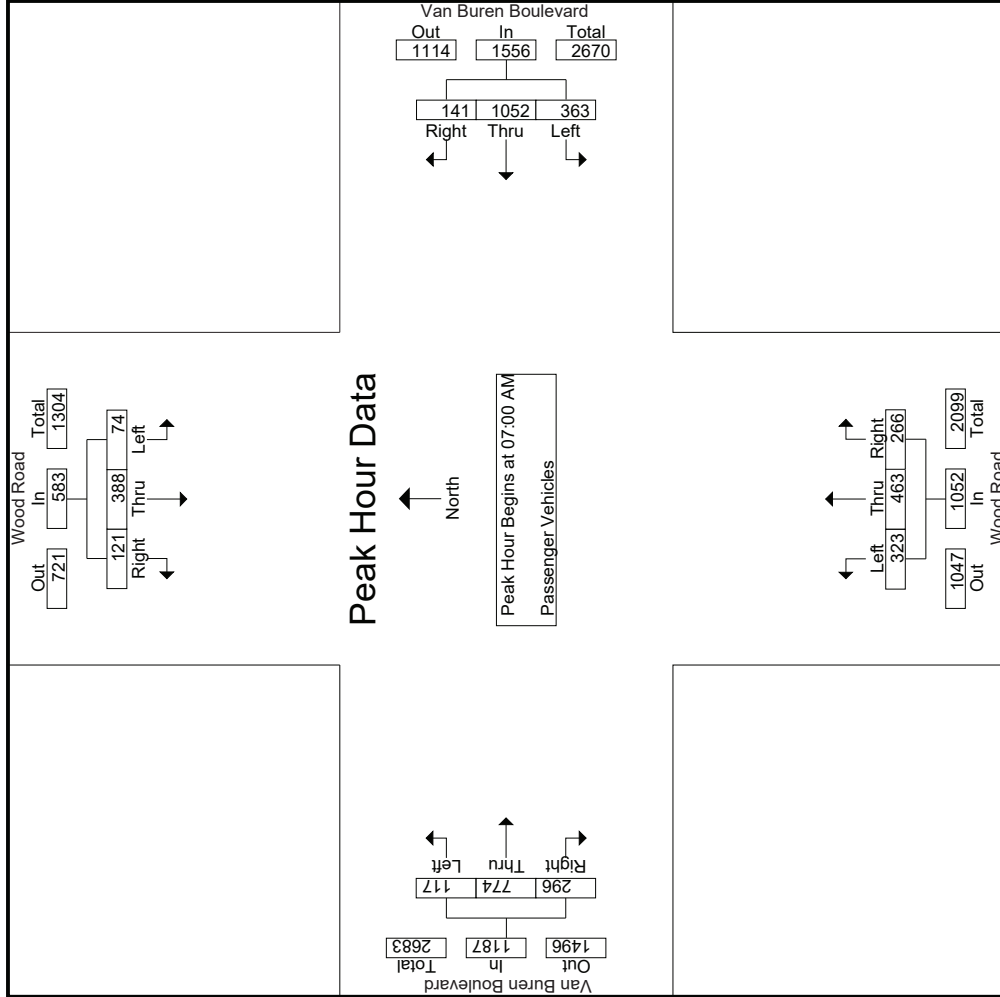 Van Buren Boulevard
Out In Total
1114 1556 2670
141 1052 363
Right Thru Left
Wood Road
Out In Total
721 583 1304
121 388 74
Right Thru Left
Peak Hour Data
North
Peak Hour Begins at 07:00 AM
Passenger Vehicles
Left Thru Right
323 463 266
1047 1052 2099
Out In Total
Wood Road
Left Thru Right
117 774 296
2683 1187 1496
Total In Out
Van Buren Boulevard